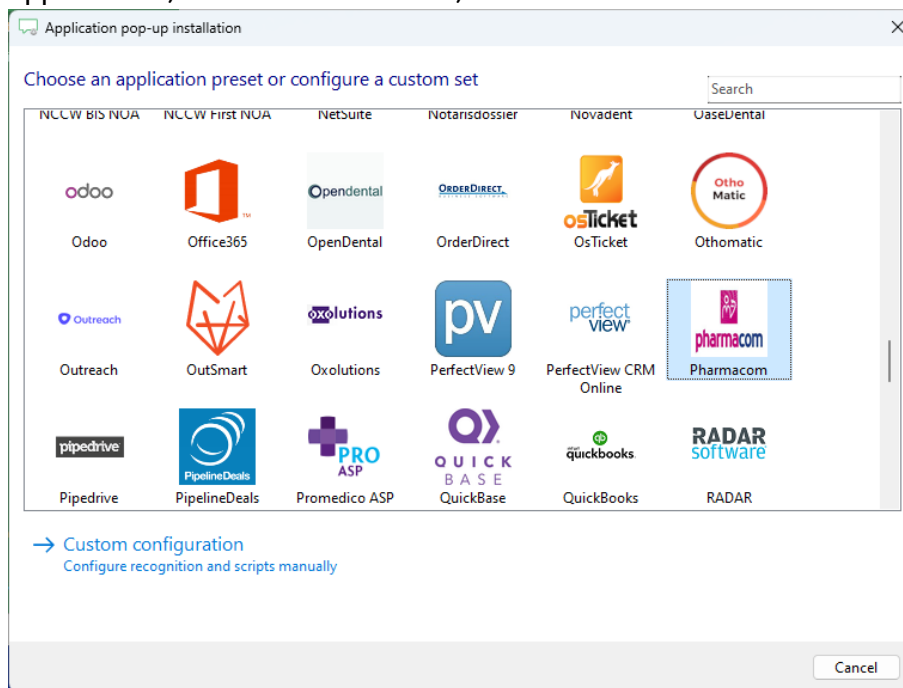 Application pop-up installation
Choose an application preset or configure a custom set
Search
NCCW BIS NOA NCCW First NOA NetSuite Notarisdossier Novadent OaseDental
odoo Opendental ORDERDIRECT osTicket Otho Matic
Odoo Office365 OpenDental OrderDirect OsTicket Othomatic
Outreach oxolutions pv perfect view pharmacom
Outreach OutSmart Oxolutions PerfectView 9 PerfectView CRM Online Pharmacom
pipedrive PipelineDeals PRO ASP QUICK BASE quickbooks. RADAR software
Pipedrive PipelineDeals Promedico ASP QuickBase QuickBooks RADAR
→ Custom configuration
Configure recognition and scripts manually
Cancel